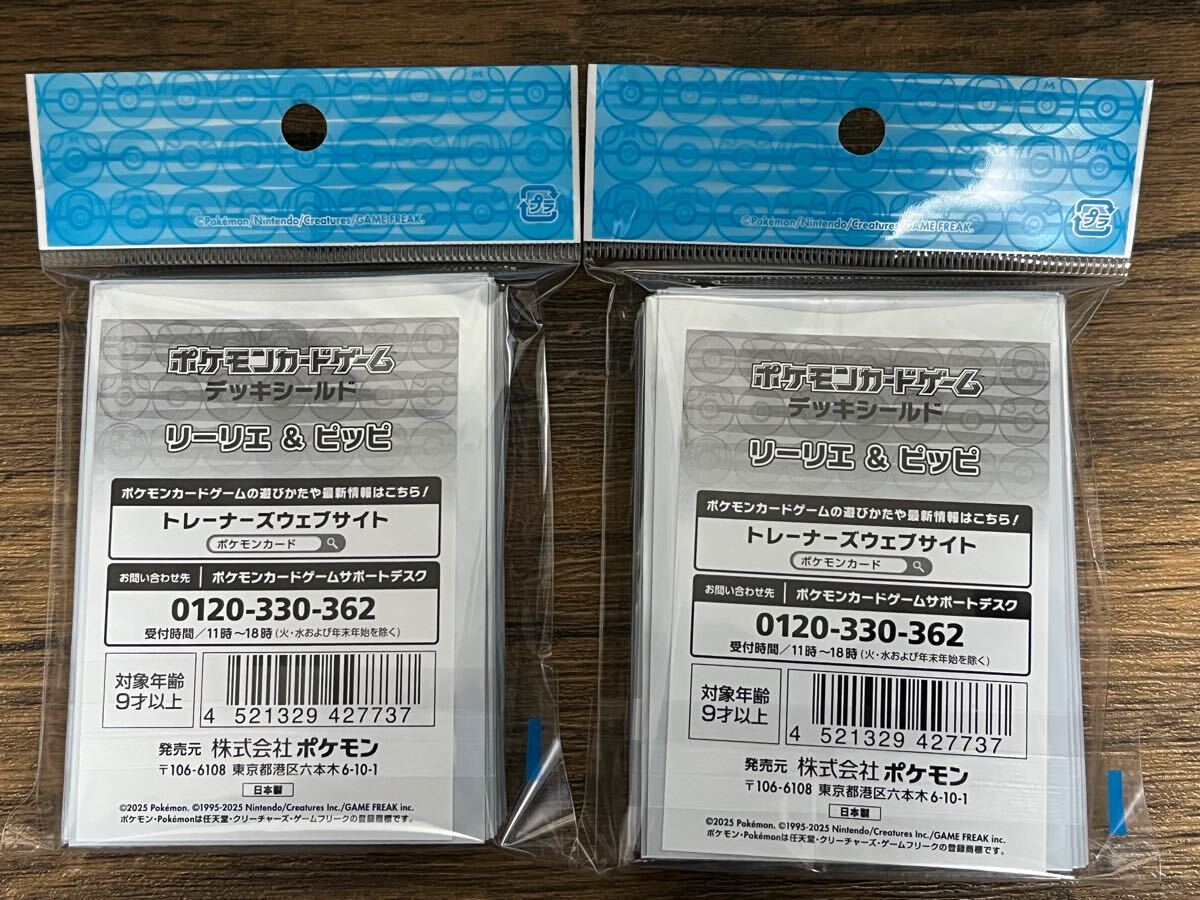 ©Pokémon/Nintendo/Creatures/GAME FREAK.
プラ
ポケモンカードゲーム
デッキシールド
リーリエ & ピッピ
ポケモンカードゲームの遊びかたや最新情報はこちら！
トレーナーズウェブサイト
ポケモンカード
お問い合わせ先 ポケモンカードゲームサポートデスク
0120-330-362
受付時間/11時～18時(火・水および年末年始を除く)
対象年齢
9才以上
4 521329 427737
発売元 株式会社 ポケモン
〒106-6108 東京都港区六本木6-10-1
日本製
©2025 Pokémon. ©1995-2025 Nintendo/Creatures Inc./GAME FREAK inc.
ポケモン・Pokémonは任天堂・クリーチャーズ・ゲームフリークの登録商標です。
©Pokémon/Nintendo/Creatures/GAME FREAK.
プラ
ポケモンカードゲーム
デッキシールド
リーリエ & ピッピ
ポケモンカードゲームの遊びかたや最新情報はこちら！
トレーナーズウェブサイト
ポケモンカード
お問い合わせ先 ポケモンカードゲームサポートデスク
0120-330-362
受付時間/11時～18時(火・水および年末年始を除く)
対象年齢
9才以上
4 521329 427737
発売元 株式会社 ポケモン
〒106-6108 東京都港区六本木6-10-1
日本製
©2025 Pokémon. ©1995-2025 Nintendo/Creatures Inc./GAME FREAK inc.
ポケモン・Pokémonは任天堂・クリーチャーズ・ゲームフリークの登録商標です。